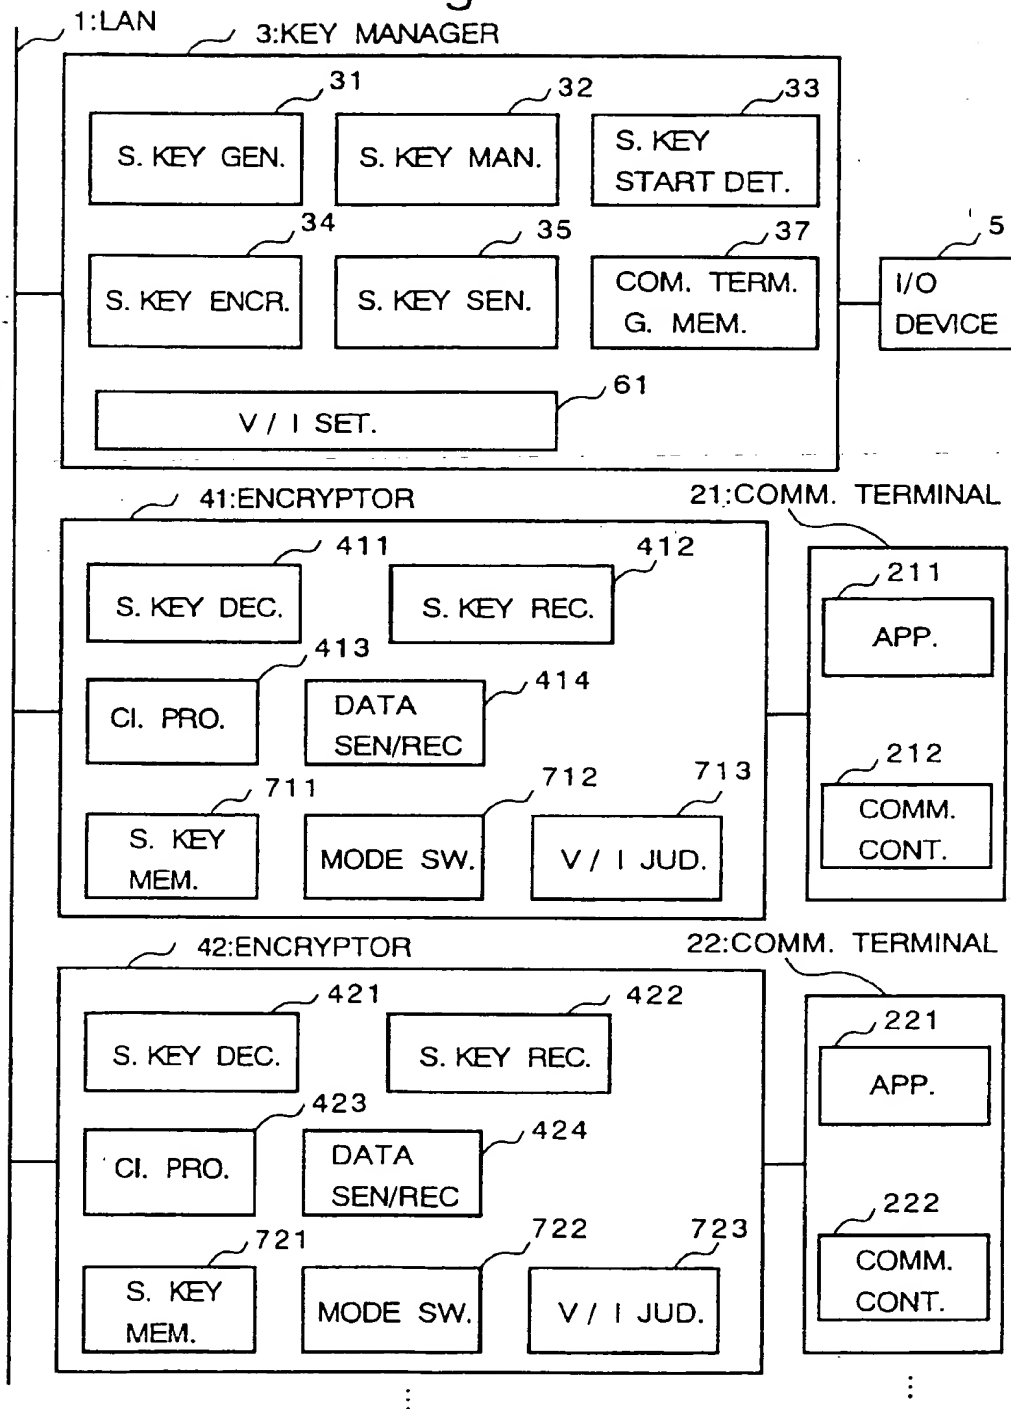 g
1:LAN
3:KEY MANAGER
31
32
33
S. KEY GEN.
S. KEY MAN.
S. KEY
START DET.
34
35
37
5
S. KEY ENCR.
S. KEY SEN.
COM. TERM.
G. MEM.
I/O
DEVICE
61
V / I SET.
41:ENCRYPTOR
21:COMM. TERMINAL
411
412
211
S. KEY DEC.
S. KEY REC.
APP.
413
414
CI. PRO.
DATA
SEN/REC
212
711
712
713
S. KEY
MEM.
MODE SW.
V / I JUD.
COMM.
CONT.
42:ENCRYPTOR
22:COMM. TERMINAL
421
422
221
S. KEY DEC.
S. KEY REC.
APP.
423
424
CI. PRO.
DATA
SEN/REC
222
721
722
723
S. KEY
MEM.
MODE SW.
V / I JUD.
COMM.
CONT.